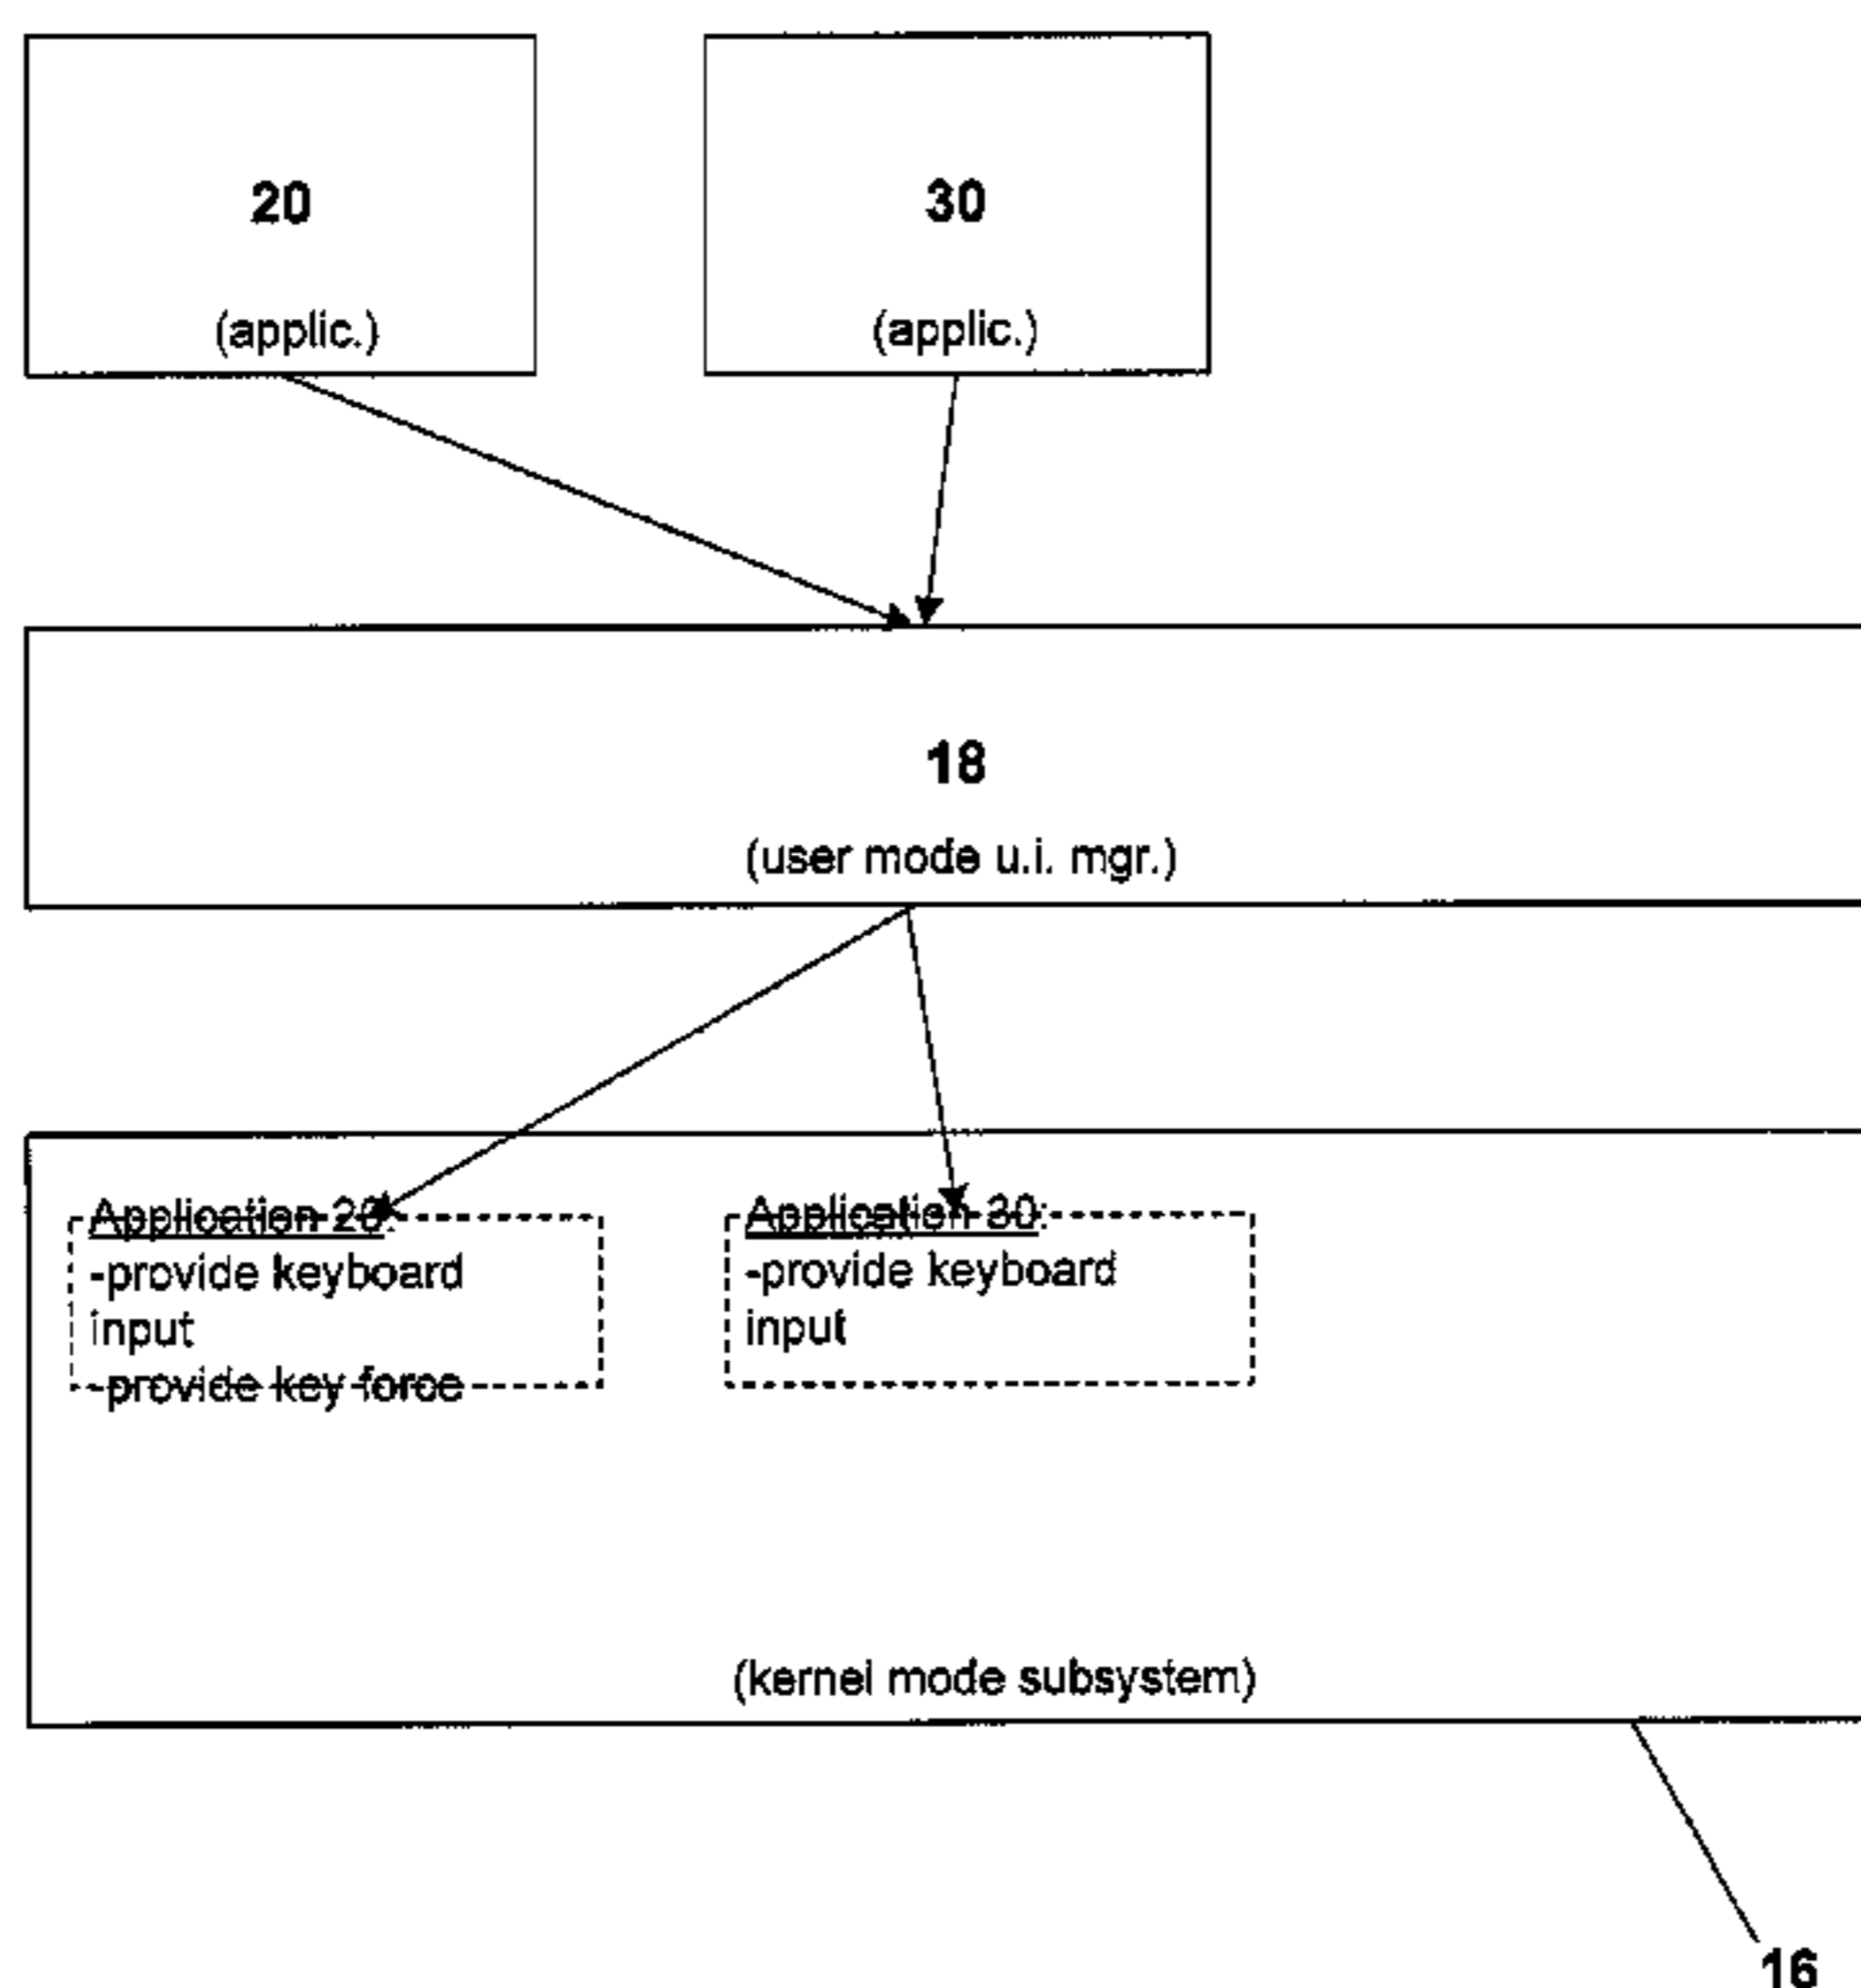 20
(applic.)
30
(applic.)
18
(user mode u.i. mgr.)
Application 20:
-provide keyboard
input
-provide key force
Application 30:
-provide keyboard
input
(kernel mode subsystem)
16